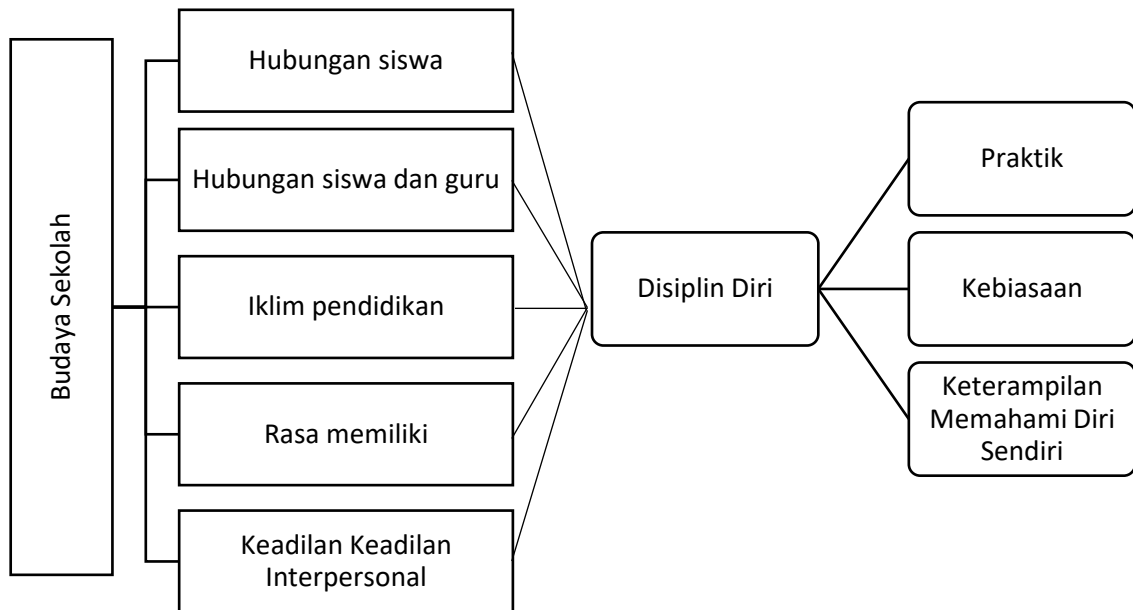 Budaya Sekolah
Hubungan siswa
Hubungan siswa dan guru
Iklim pendidikan
Rasa memiliki
Keadilan Keadilan
Interpersonal
Disiplin Diri
Praktik
Kebiasaan
Keterampilan
Memahami Diri
Sendiri